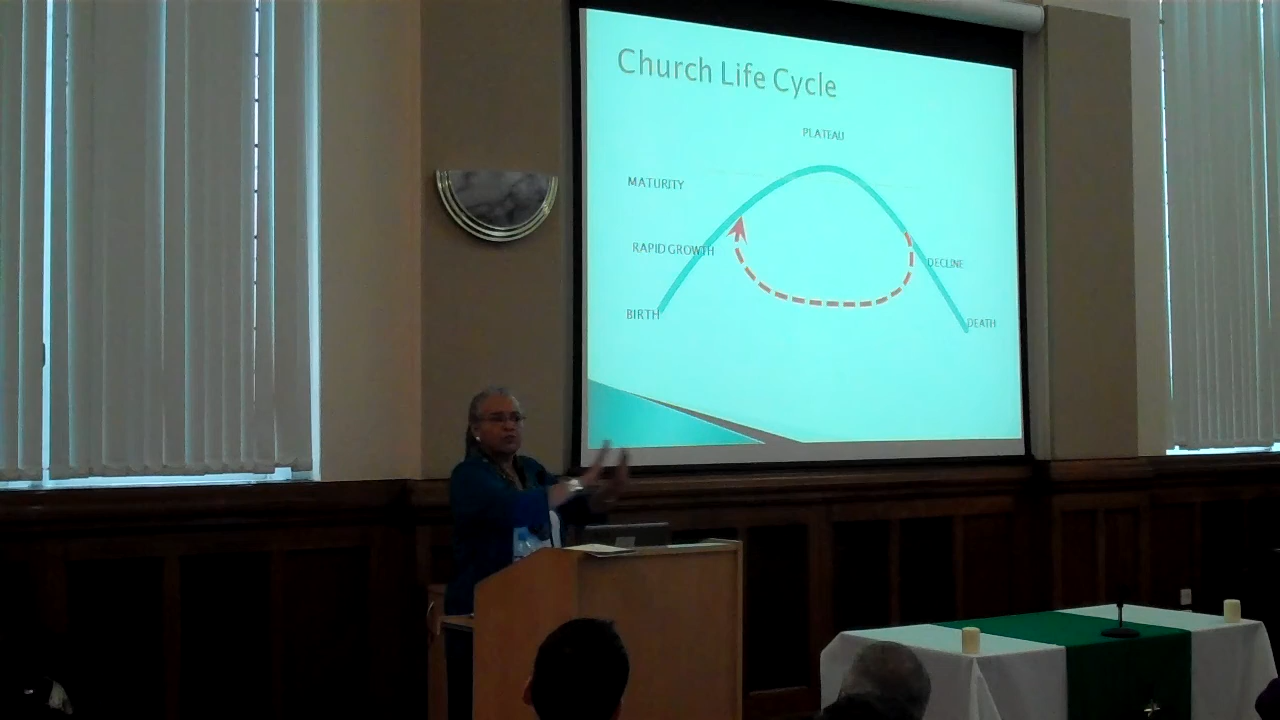 Church Life Cycle
PLATEAU
MATURITY
RAPID GROWTH
DECLINE
BIRTH
DEATH